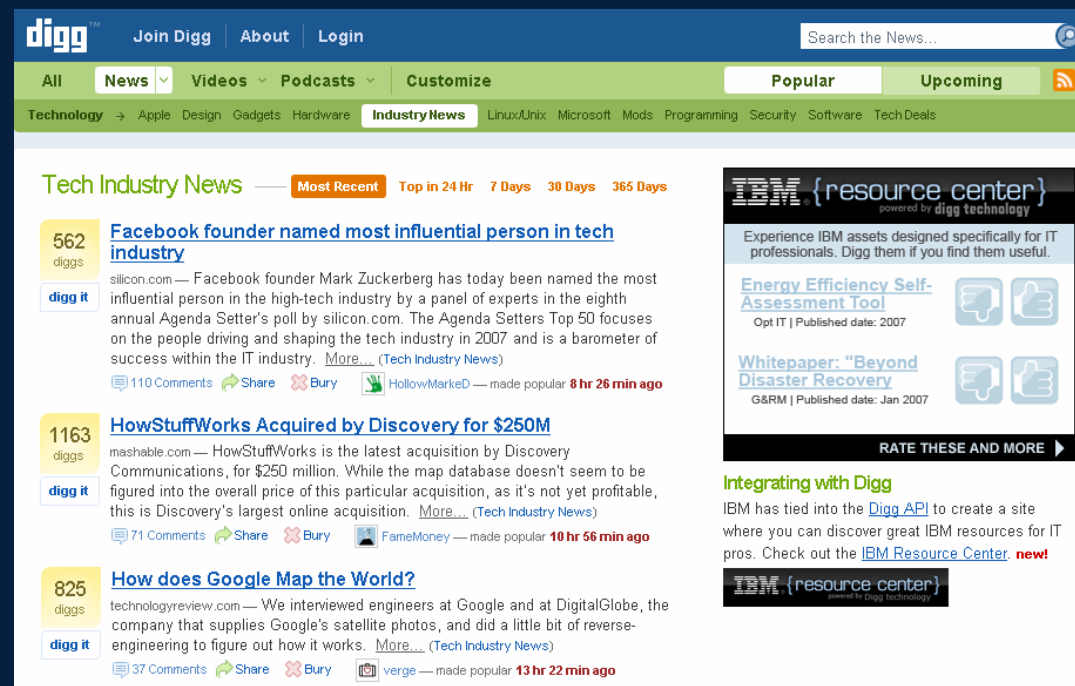 digg™ Join Digg About Login Search the News...
All News Videos Podcasts Customize Popular Upcoming
Technology → Apple Design Gadgets Hardware Industry News Linux/Unix Microsoft Mods Programming Security Software Tech Deals
Tech Industry News Most Recent Top in 24 Hr 7 Days 30 Days 365 Days
562
diggs
digg it
Facebook founder named most influential person in tech
industry
silicon.com — Facebook founder Mark Zuckerberg has today been named the most
influential person in the high-tech industry by a panel of experts in the eighth
annual Agenda Setter's poll by silicon.com. The Agenda Setters Top 50 focuses
on the people driving and shaping the tech industry in 2007 and is a barometer of
success within the IT industry. More... (Tech Industry News)
110 Comments Share Bury HollowMarkeD — made popular 8 hr 26 min ago
1163
diggs
digg it
HowStuffWorks Acquired by Discovery for $250M
mashable.com — HowStuffWorks is the latest acquisition by Discovery
Communications, for $250 million. While the map database doesn't seem to be
figured into the overall price of this particular acquisition, as it's not yet profitable,
this is Discovery's largest online acquisition. More... (Tech Industry News)
71 Comments Share Bury FameMoney — made popular 10 hr 56 min ago
825
diggs
digg it
How does Google Map the World?
technologyreview.com — We interviewed engineers at Google and at DigitalGlobe, the
company that supplies Google's satellite photos, and did a little bit of reverse-
engineering to figure out how it works. More... (Tech Industry News)
37 Comments Share Bury verge — made popular 13 hr 22 min ago
IBM. {resource center}
powered by digg technology
Experience IBM assets designed specifically for IT
professionals. Digg them if you find them useful.
Energy Efficiency Self-
Assessment Tool
Opt IT | Published date: 2007
Whitepaper: "Beyond
Disaster Recovery
G&RM | Published date: Jan 2007
RATE THESE AND MORE
Integrating with Digg
IBM has tied into the Digg API to create a site
where you can discover great IBM resources for IT
pros. Check out the IBM Resource Center. new!
IBM. {resource center}
powered by Digg technology